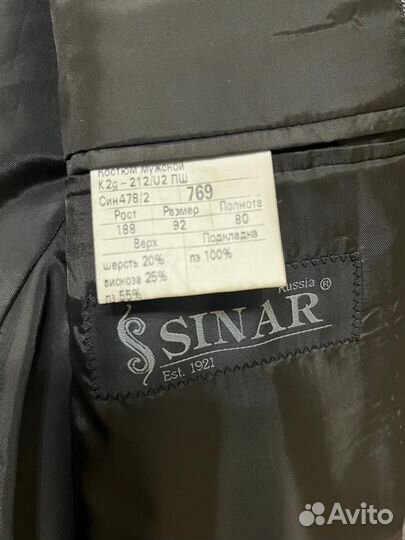 Костюм мужской
К2g-212/U2 ПШ
Син478/2 769
Рост Размер Полнота
188 92 80
Верх Подкладка
шерсть 20% пэ 100%
вискоза 25%
пэ 55%
Russia ®
SINAR
Est. 1921
Avito